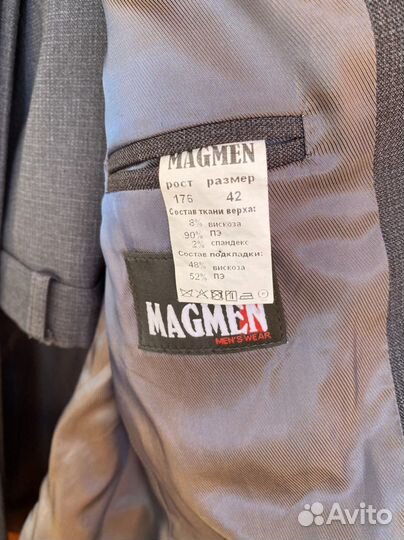 MAGMEN
рост размер
176 42
Состав ткани верха:
8% вискоза
90% ПЭ
2% спандекс
Состав подкладки:
48% вискоза
52% ПЭ
MAGMEN
MEN'S WEAR
Avito